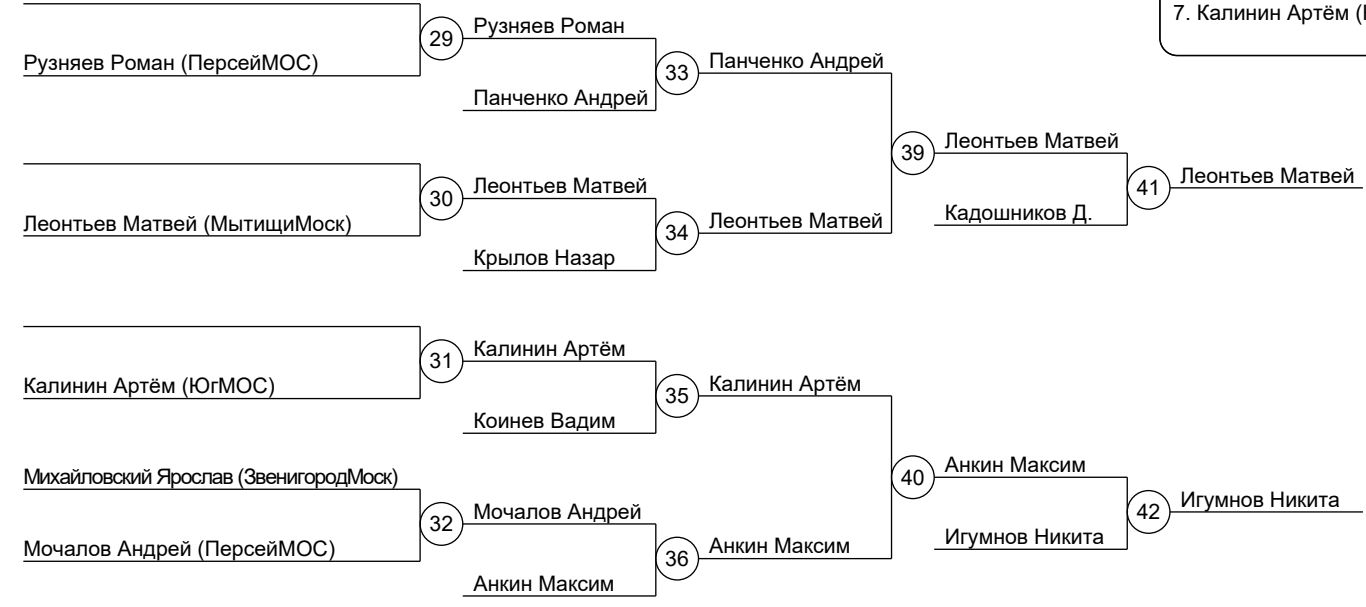 7. Калинин Артём (
29
Рузняев Роман
Рузняев Роман (ПерсейМОС)
33
Панченко Андрей
Панченко Андрей
39
Леонтьев Матвей
30
Леонтьев Матвей
41
Леонтьев Матвей
Леонтьев Матвей (МытищиМоск)
34
Леонтьев Матвей
Кадошников Д.
Крылов Назар
31
Калинин Артём
Калинин Артём (ЮгМОС)
35
Калинин Артём
Коинев Вадим
Михайловский Ярослав (ЗвенигородМоск)
40
Анкин Максим
32
Мочалов Андрей
42
Игумнов Никита
Мочалов Андрей (ПерсейМОС)
36
Анкин Максим
Игумнов Никита
Анкин Максим